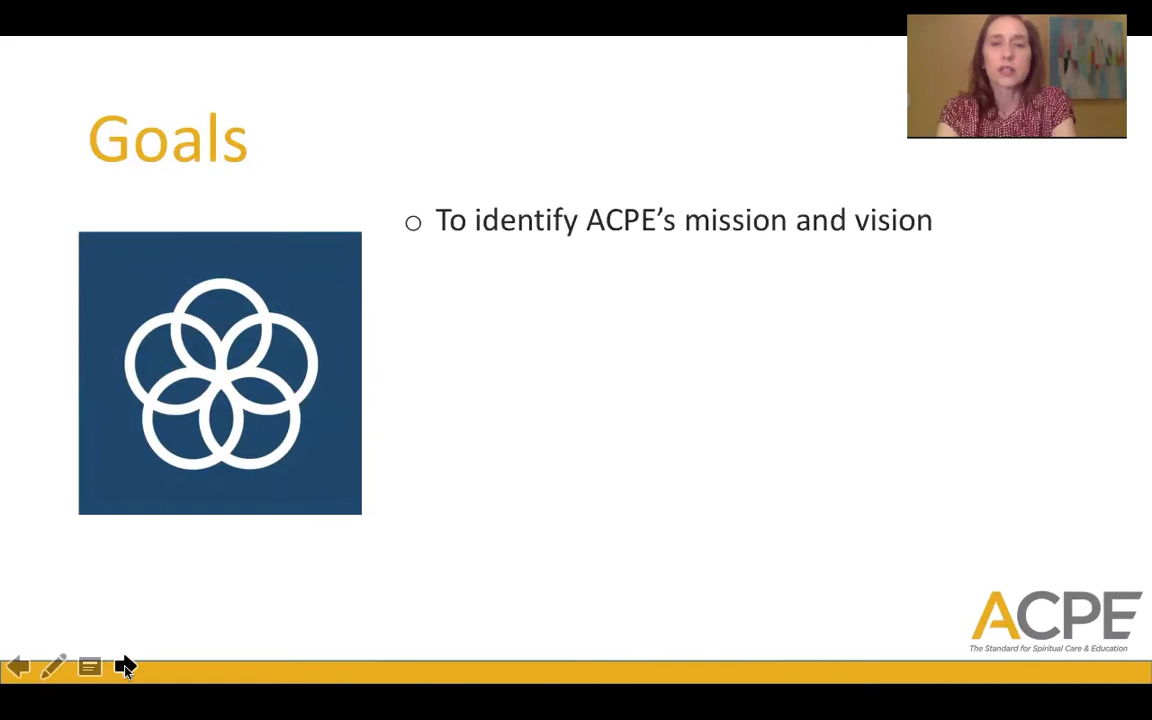 Goals
o To identify ACPE’s mission and vision
ACPE
The Standard for Spiritual Care & Education